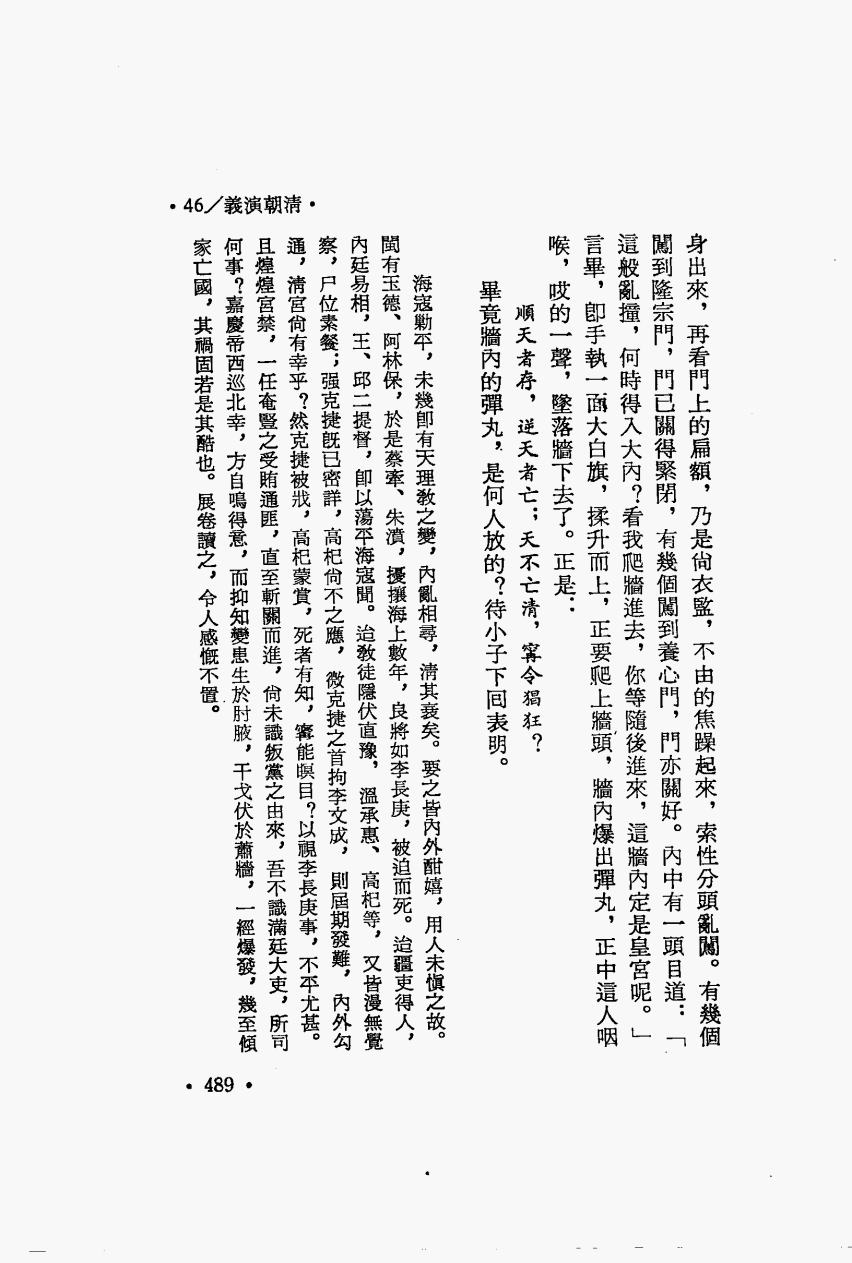 •46／義演朝清•
身出來，再看門上的扁額，乃是尙衣監，不由的焦躁起來，索性分頭亂闖。有幾個
闖到隆宗門，門已關得緊閉，有幾個闖到養心門，門亦關好。內中有一頭目道：「
這般亂撞，何時得入大內？看我爬牆進去，你等隨後進來，這牆內定是皇宮呢。」
言畢，卽手執一面大白旗，揉升而上，正要爬上牆頭，牆內爆出彈丸，正中這人咽
喉，哎的一聲，墜落牆下去了。正是：
順天者存，逆天者亡；天不亡清，甯令猖狂？
畢竟牆內的彈丸，是何人放的？待小子下回表明。
海寇勦平，未幾卽有天理敎之變，內亂相尋，淸其衰矣。要之皆內外酣嬉，用人未愼之故。
閩有玉德、阿林保，於是蔡牽、朱濆，擾攘海上數年，良將如李長庚，被迫而死。迨疆吏得人，
內廷易相，王、邱二提督，卽以蕩平海寇聞。迨敎徒隱伏直豫，溫承惠、高杞等，又皆漫無覺
察，尸位素餐；强克捷旣已密詳，高杞尙不之應，微克捷之首拘李文成，則屆期發難，內外勾
通，淸宮尙有幸乎？然克捷被戕，高杞蒙賞，死者有知，甯能瞑目？以視李長庚事，不平尤甚。
且煌煌宮禁，一任奄豎之受賄通匪，直至斬關而進，尙未識叛黨之由來，吾不識滿廷大吏，所司
何事？嘉慶帝西巡北幸，方自鳴得意，而抑知變患生於肘腋，干戈伏於蕭牆，一經爆發，幾至傾
家亡國，其禍固若是其酷也。展卷讀之，令人感慨不置。
•489•